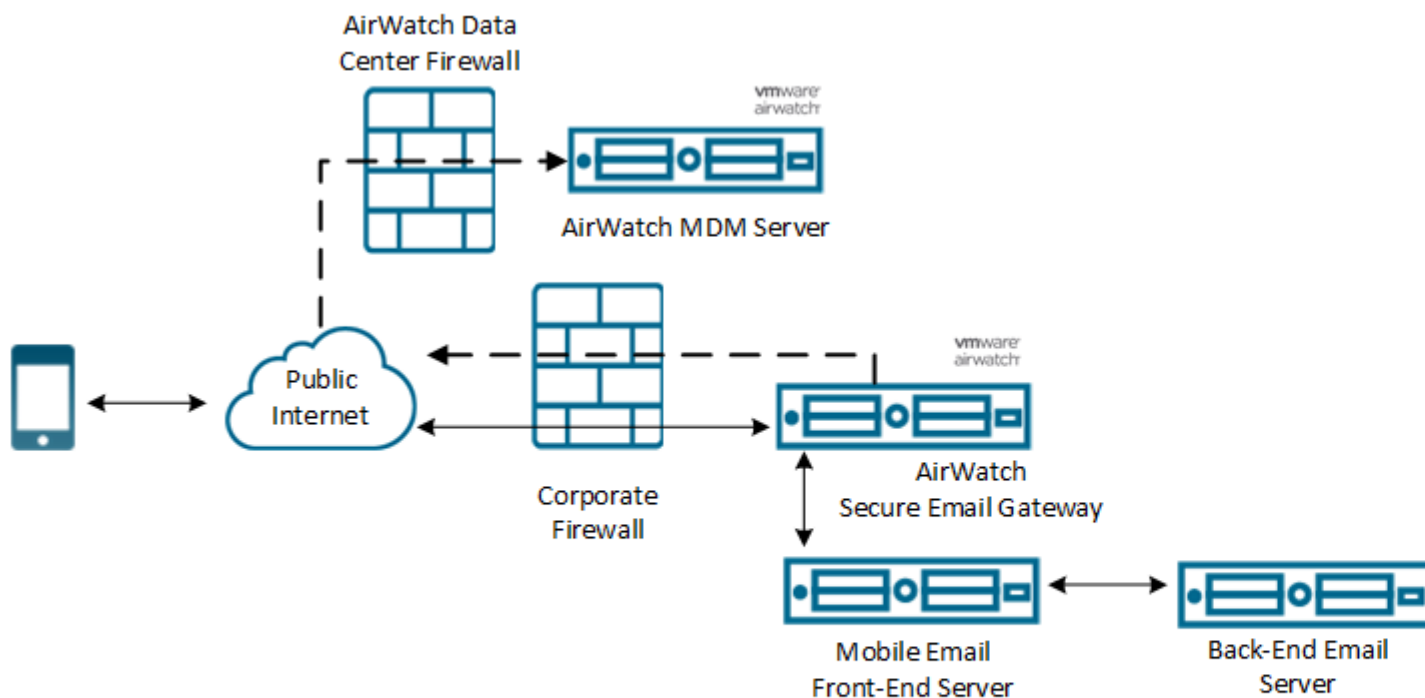 AirWatch Data
Center Firewall
vmware
airwatch
AirWatch MDM Server
Public
Internet
Corporate
Firewall
vmware
airwatch
AirWatch
Secure Email Gateway
Mobile Email
Front-End Server
Back-End Email
Server